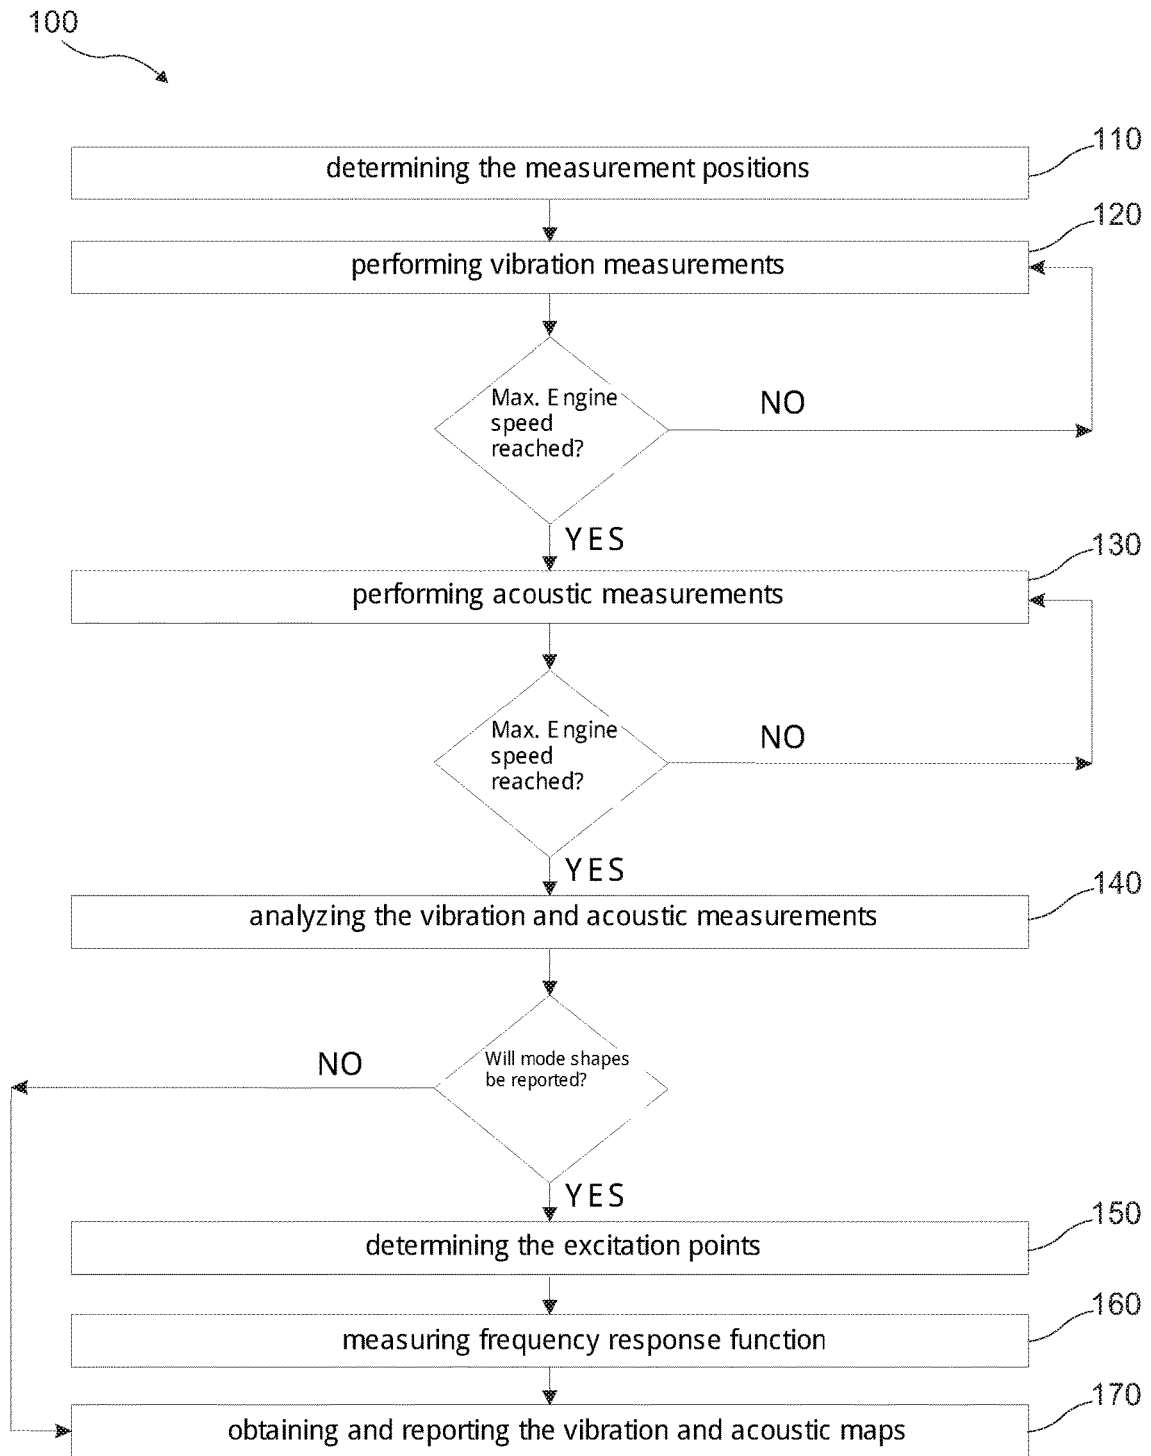 100
110
determining the measurement positions
120
performing vibration measurements
Max. Engine
speed
reached?
NO
YES
130
performing acoustic measurements
Max. Engine
speed
reached?
NO
YES
140
analyzing the vibration and acoustic measurements
Will mode shapes
be reported?
NO
YES
150
determining the excitation points
160
measuring frequency response function
170
obtaining and reporting the vibration and acoustic maps